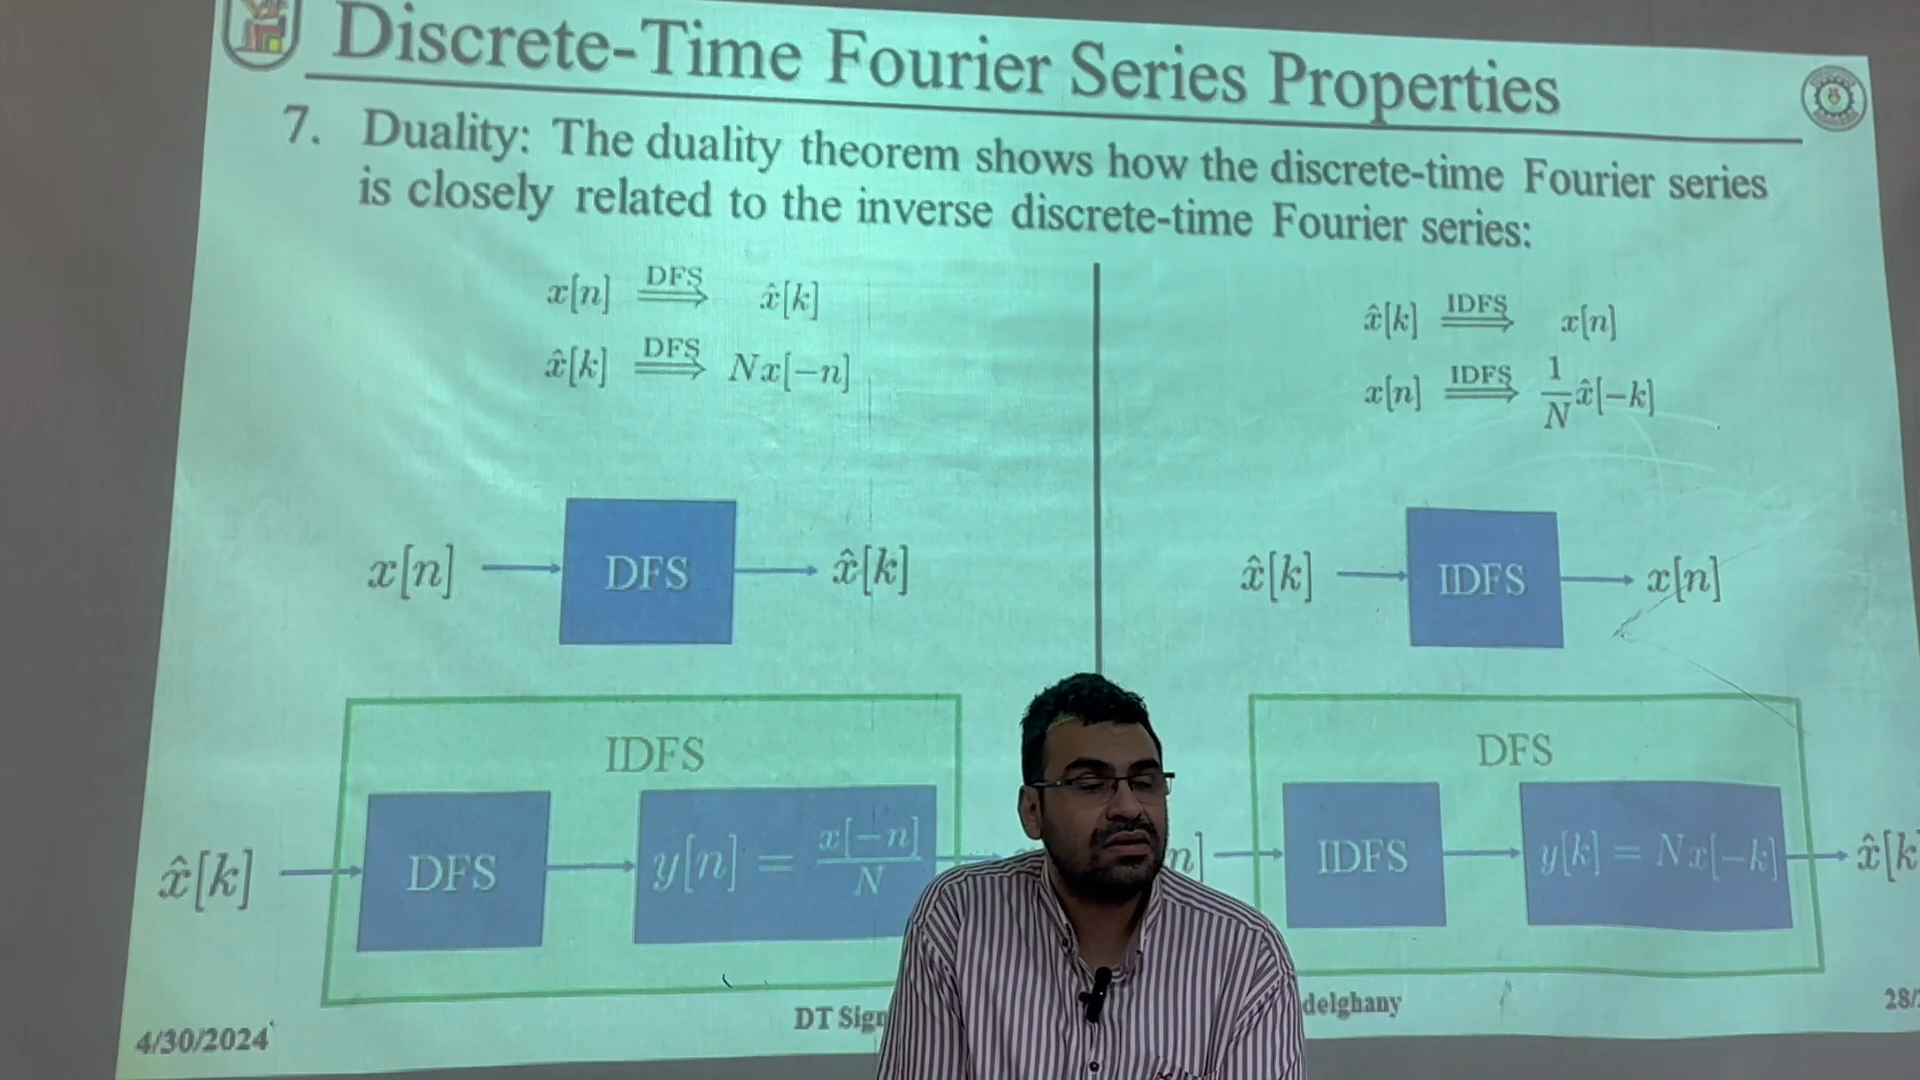 Discrete-Time Fourier Series Properties
7. Duality: The duality theorem shows how the discrete-time Fourier series
is closely related to the inverse discrete-time Fourier series:
x[n] DFS ⟹ x̂[k]
x̂[k] DFS ⟹ Nx[−n]
x̂[k] IDFS ⟹ x[n]
x[n] IDFS ⟹ 1/N x̂[−k]
x[n] → DFS → x̂[k]
x̂[k] → IDFS → x[n]
IDFS
x̂[k] → DFS → y[n] = x[−n]/N
DFS
n] → IDFS → y[k] = Nx[−k] → x̂[k
4/30/2024
DT Sign
delghany
28/